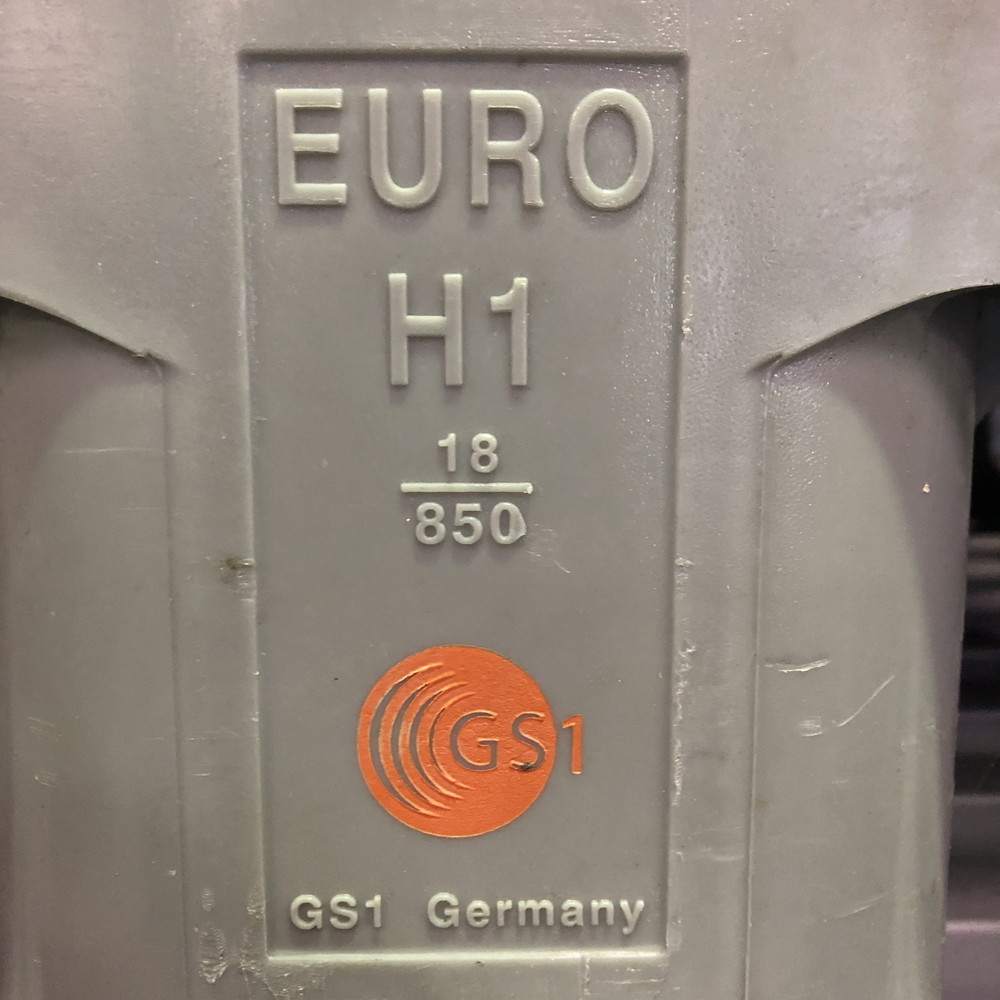 EURO
H1
18
850
GS1
GS1 Germany